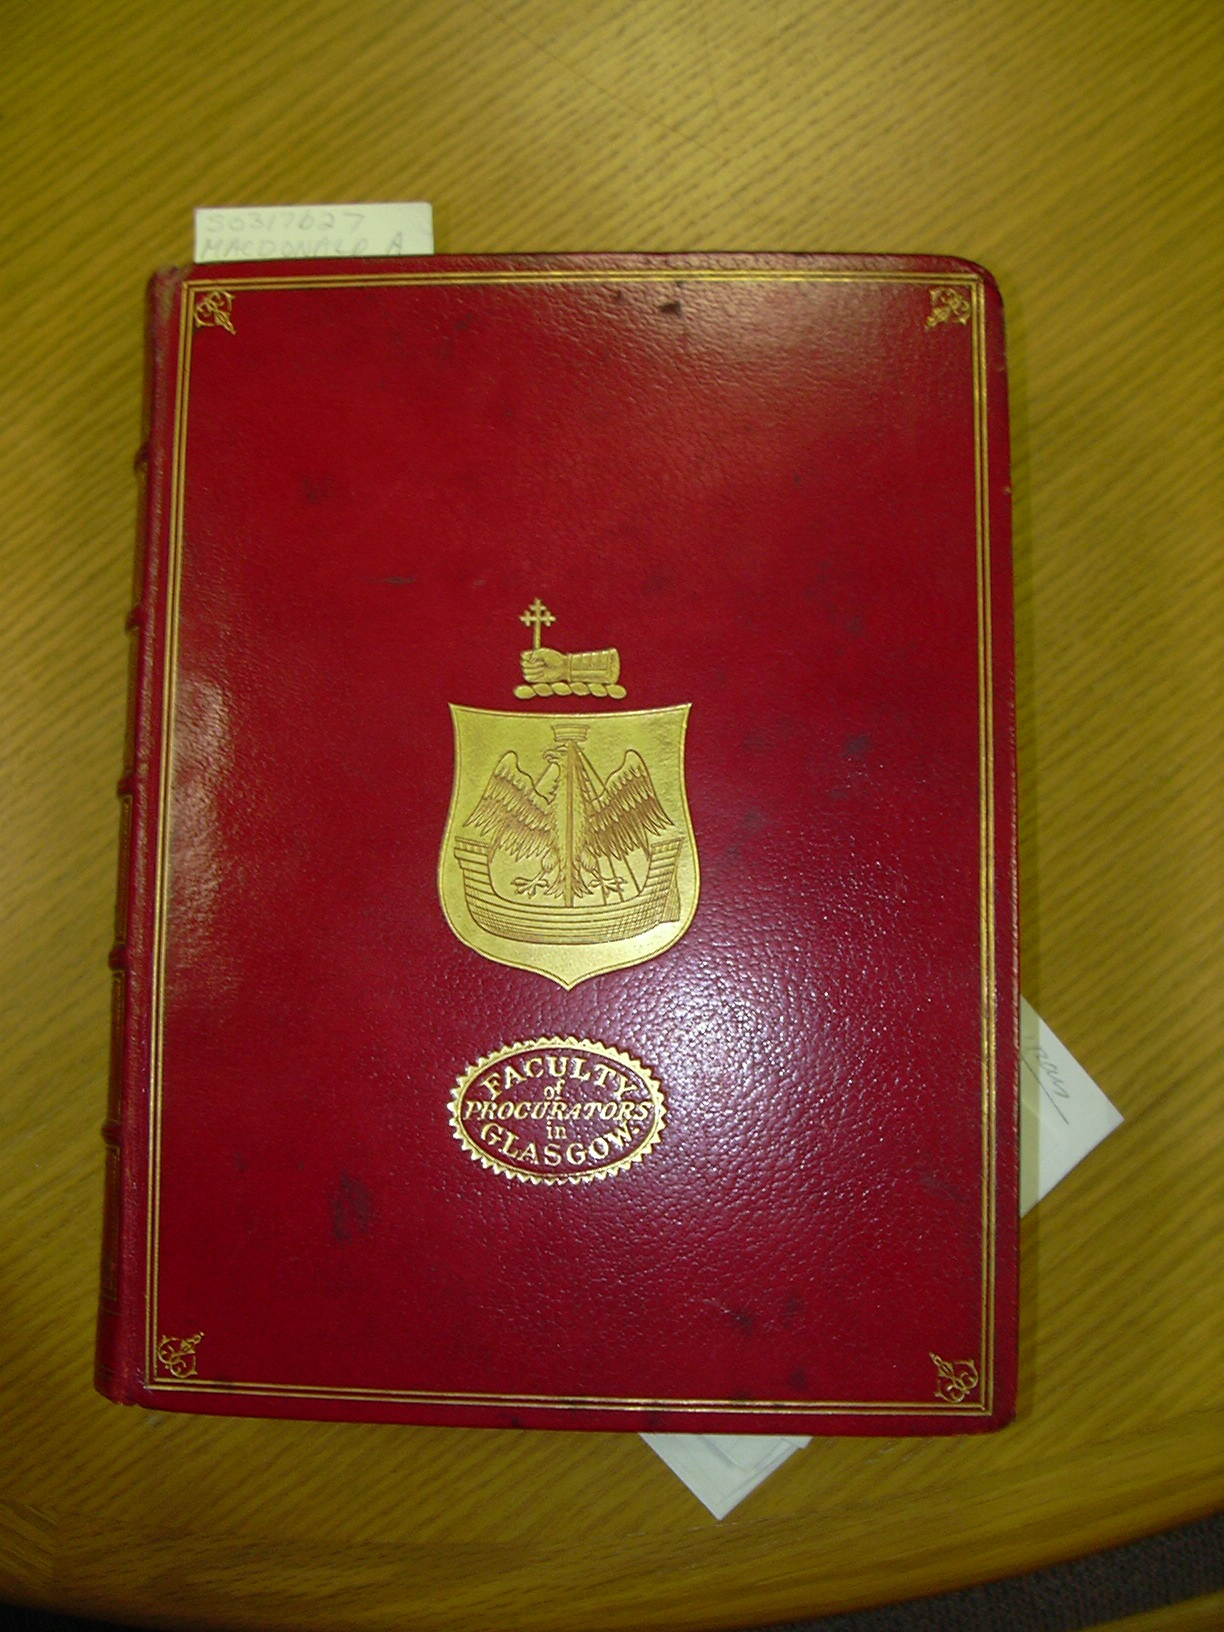 S0317627
MACDONALD A
FACULTY
of
PROCURATORS
in
GLASGOW.